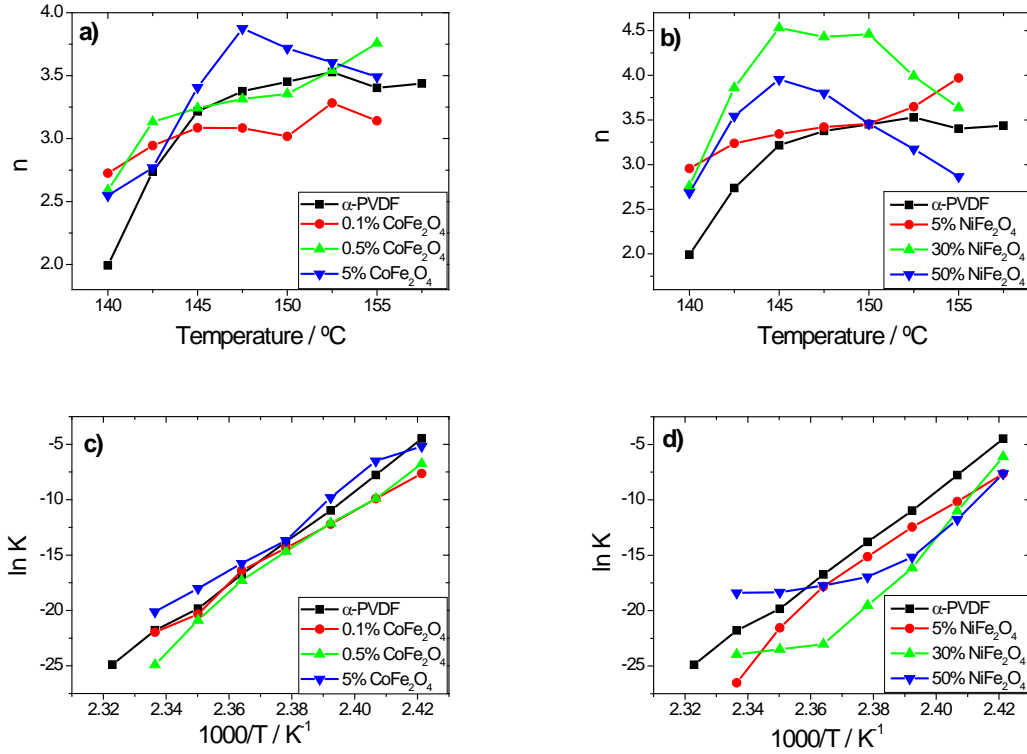 a)
4.0
3.5
3.0
2.5
2.0
n
140 145 150 155
Temperature / ºC
α-PVDF
0.1% CoFe₂O₄
0.5% CoFe₂O₄
5% CoFe₂O₄
b)
4.5
4.0
3.5
3.0
2.5
2.0
n
140 145 150 155
Temperature / ºC
α-PVDF
5% NiFe₂O₄
30% NiFe₂O₄
50% NiFe₂O₄
c)
-5
-10
-15
-20
-25
ln K
2.32 2.34 2.36 2.38 2.40 2.42
1000/T / K⁻¹
α-PVDF
0.1% CoFe₂O₄
0.5% CoFe₂O₄
5% CoFe₂O₄
d)
-5
-10
-15
-20
-25
ln K
2.32 2.34 2.36 2.38 2.40 2.42
1000/T / K⁻¹
α-PVDF
5% NiFe₂O₄
30% NiFe₂O₄
50% NiFe₂O₄